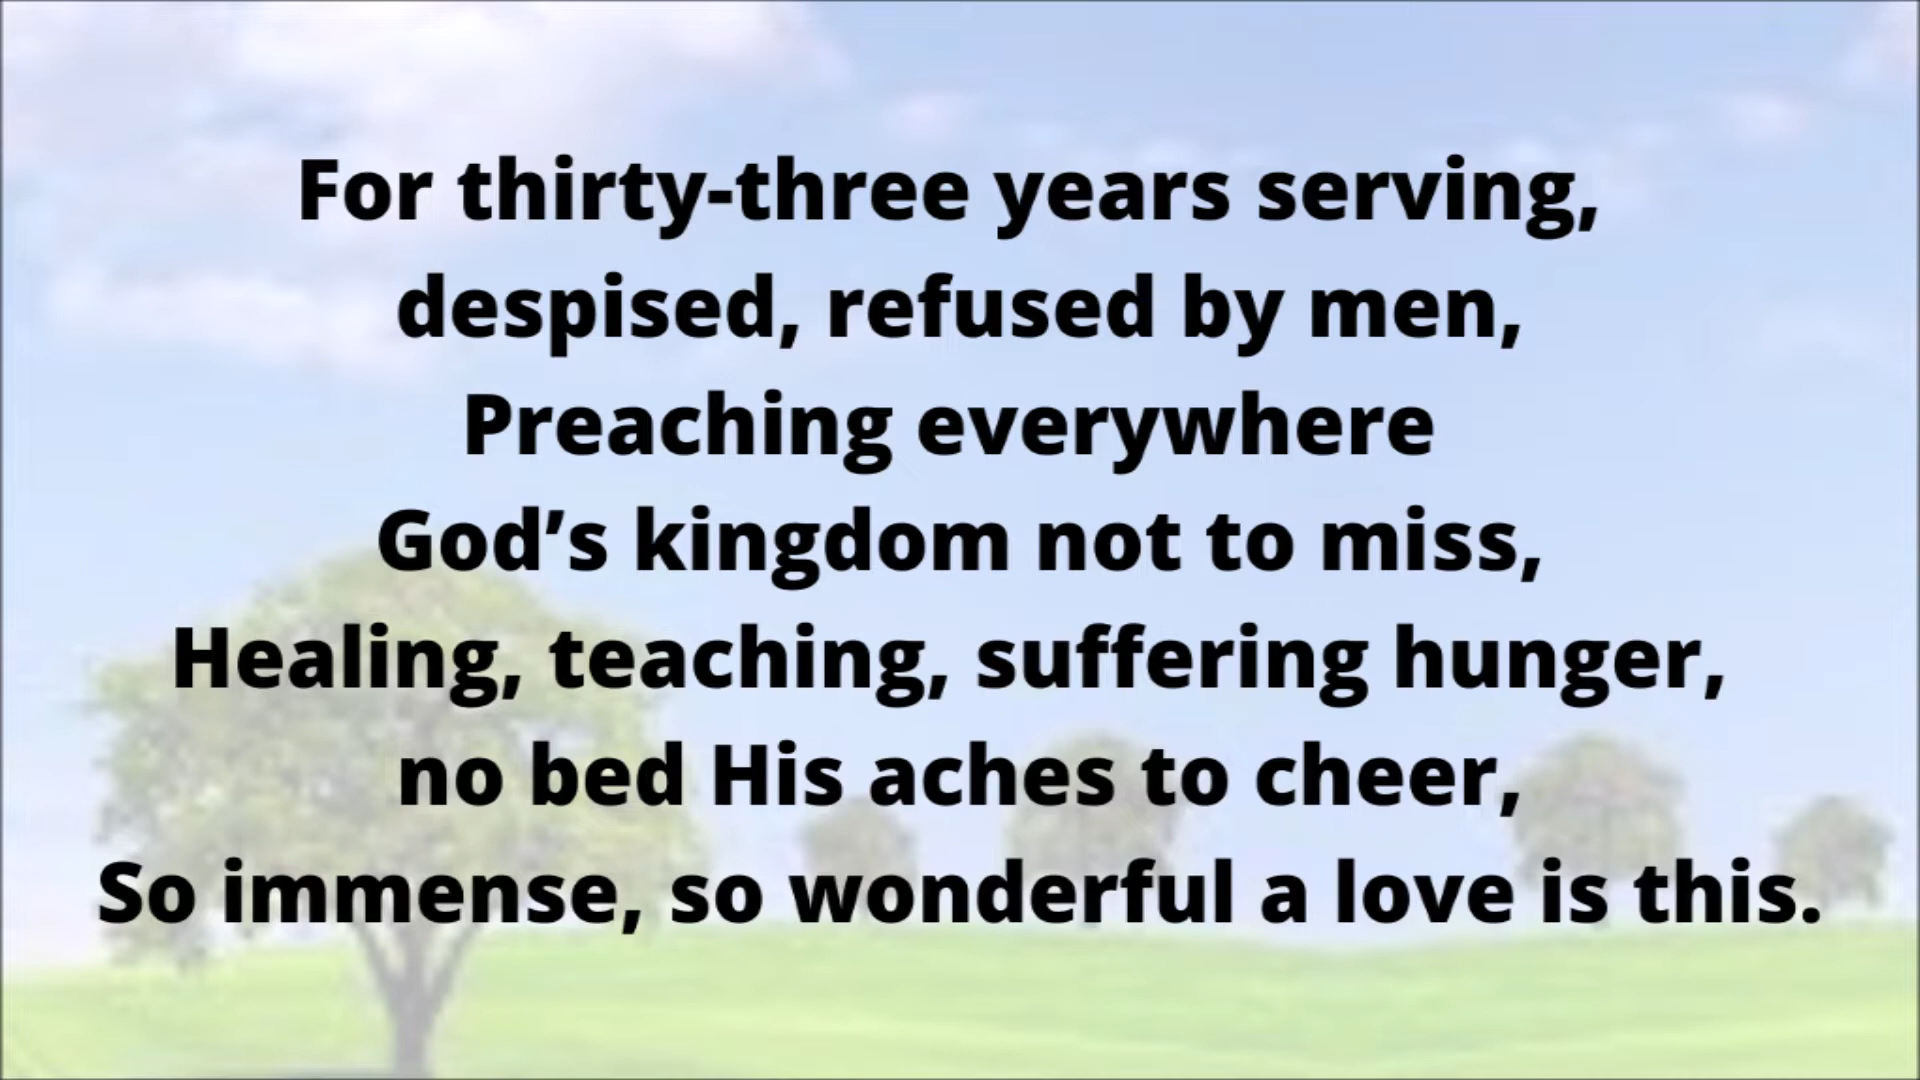 For thirty-three years serving,
despised, refused by men,
Preaching everywhere
God’s kingdom not to miss,
Healing, teaching, suffering hunger,
no bed His aches to cheer,
So immense, so wonderful a love is this.